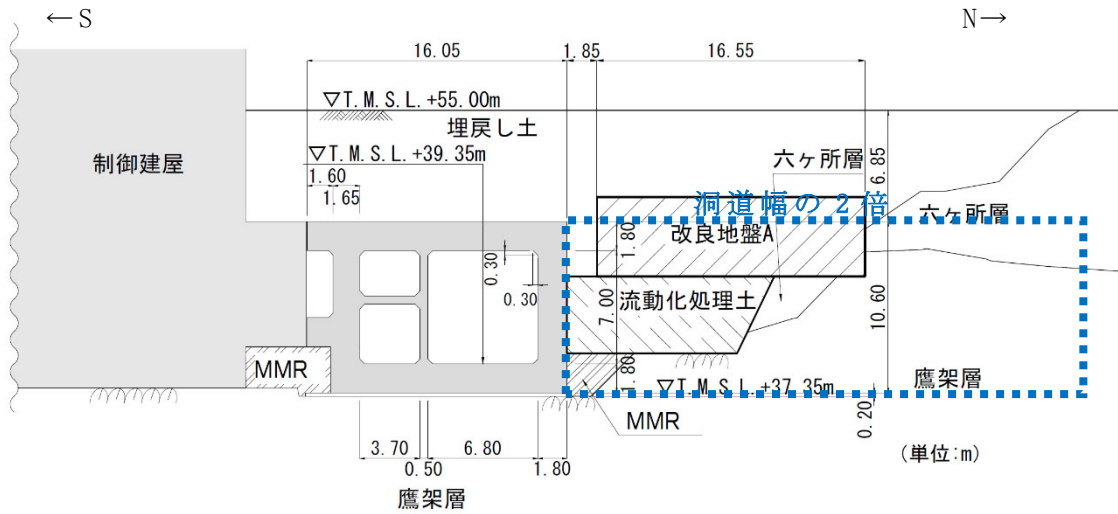 ←S
N→
16.05
1.85
16.55
▽T.M.S.L.+55.00m
埋戻し土
制御建屋
▽T.M.S.L.+39.35m
六ヶ所層
6.85
1.60
1.65
洞道幅の2倍
六ヶ所層
改良地盤A
1.80
0.30
0.30
流動化処理土
7.00
10.60
MMR
1.80
▽T.M.S.L.+37.35m
鷹架層
MMR
0.20
3.70
6.80
1.80
0.50
(単位:m)
鷹架層